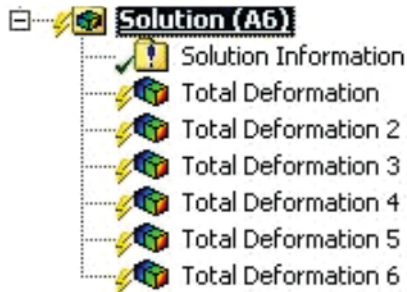 Solution (A6)
Solution Information
Total Deformation
Total Deformation 2
Total Deformation 3
Total Deformation 4
Total Deformation 5
Total Deformation 6